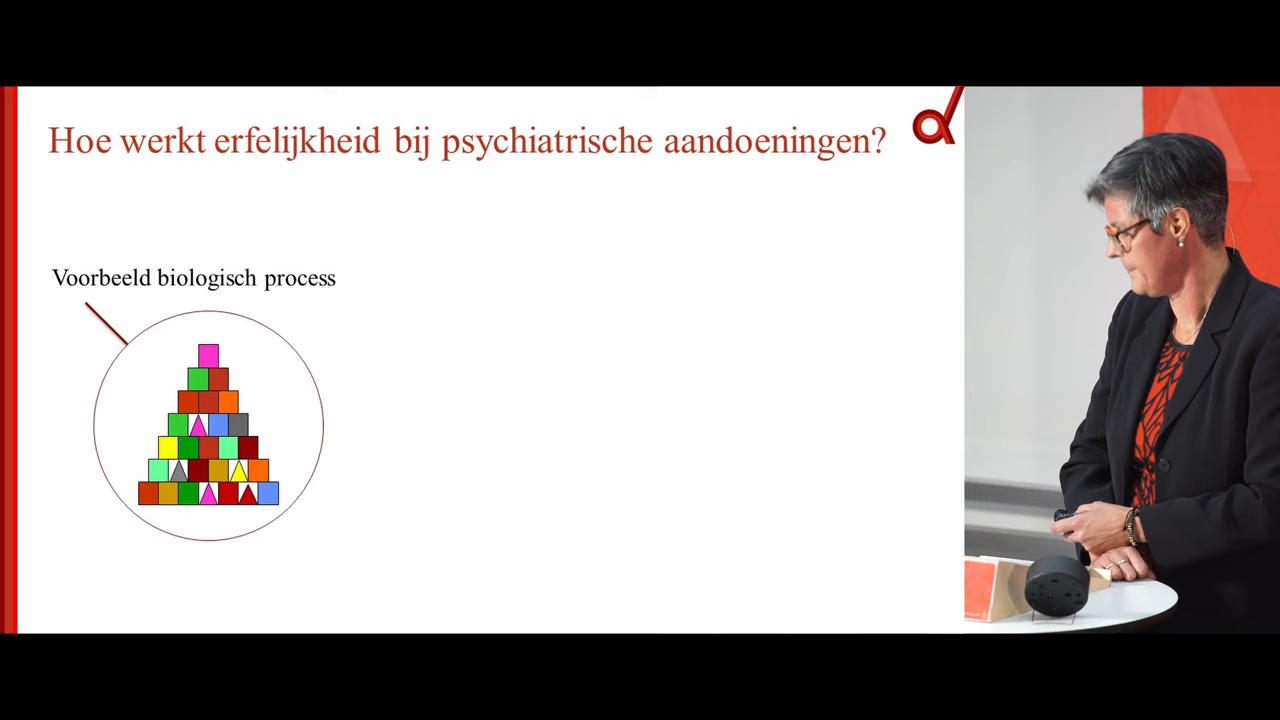 Hoe werkt erfelijkheid bij psychiatrische aandoeningen?
Voorbeeld biologisch process